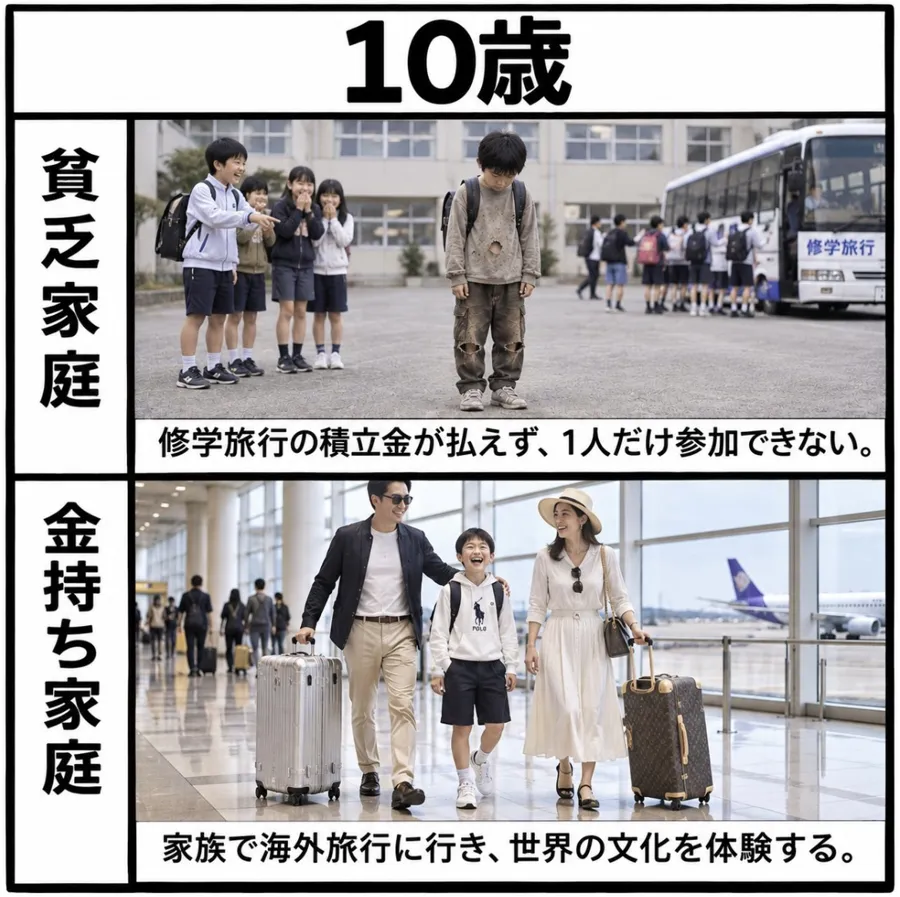 10歳
貧乏家庭
修学旅行
修学旅行の積立金が払えず、1人だけ参加できない。
金持ち家庭
POLO
家族で海外旅行に行き、世界の文化を体験する。